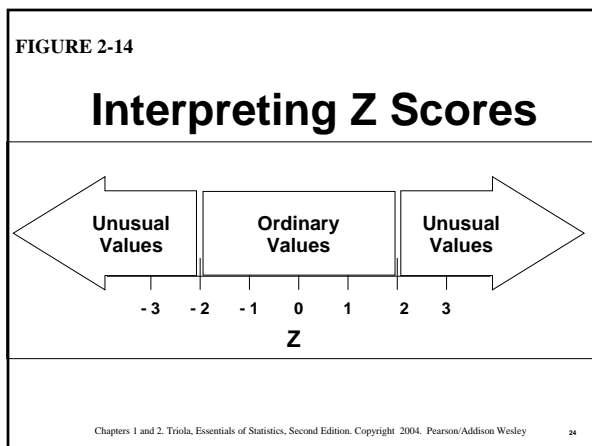 FIGURE 2-14
Interpreting Z Scores
Unusual Values
Ordinary Values
Unusual Values
- 3 - 2 - 1 0 1 2 3
Z
Chapters 1 and 2. Triola, Essentials of Statistics, Second Edition. Copyright 2004. Pearson/Addison Wesley 24